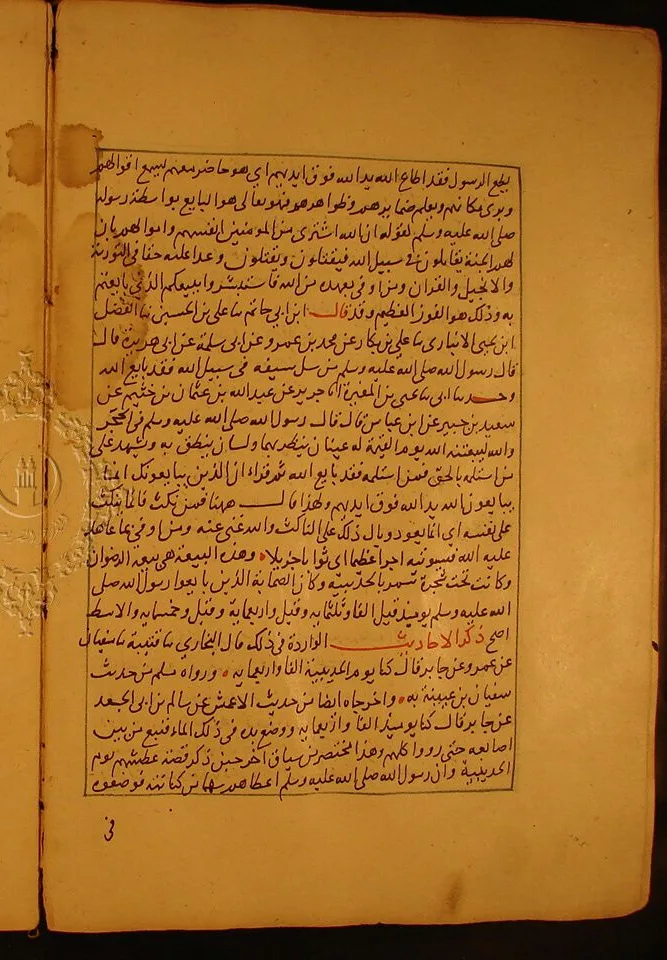 يطع الرسول فقد اطاع الله يد الله فوق ايديهم اي هو حاضر معهم يسمع اقوالهم
ويرى مكانهم ويعلم ضمايرهم وظواهرهم فهو تعالى هو المبايع بواسطة رسوله
صلى الله عليه وسلم لقوله ان الله اشترى من المومنين انفسهم واموالهم بان
لهم الجنة يقاتلون في سبيل الله فيقتلون ويقتلون وعدا عليه حقا في التورىة
والانجيل والقران ومن اوفى بعهده من الله فاستبشروا ببيعكم الذي بايعتم
به وذلك هو الفوز العظيم وقد قال ابن ابي حاتم ثنا علي بن الحسين ثنا الفضل
ابن يحيى الانباري ثنا علي بن بكار عن محمد بن عمرو عن ابي سلمة عن ابي هريرة قال
قال رسول الله صلى الله عليه وسلم من سل سيفه في سبيل الله فقد بايع الله
وحدثنا ابي ثنا يحيى بن المغيرة انا جرير عن عبد الله بن عثمان بن خثيم عن
سعيد بن جبير عن ابن عباس قال قال رسول الله صلى الله عليه وسلم في الحجر
والله ليبعثنه الله يوم القيمة له عينان ينظر بهما ولسان ينطق به ويشهد على
من استلمه بالحق فمن استلمه فقد بايع الله ثم قراء ان الذين يبايعونك انما
يبايعون الله يد الله فوق ايديهم ولهذا قال ههنا فمن نكث فانما ينكث
على نفسه اي انما يعود وبال ذلك على الناكث والله غني عنه ومن اوفى بما عاهد
عليه الله فسيوتيه اجرا عظيما اي ثوابا جزيلا وهذه البيعة هي بيعة الرضوان
وكانت تحت شجرة سمر بالحديبية وكان الصحابة الذين بايعوا رسول الله صلى
الله عليه وسلم يوميذ قيل الفا وثلثماية وقيل واربعماية وقيل وخمسماية والاوسط
اصح ذكر الاحاديث الواردة في ذلك قال البخاري ثنا قتيبة ثنا سفيان
عن عمرو عن جابر قال كنا يوم الحديبية الفا واربعماية ورواه مسلم من حديث
سفيان بن عيينة به واخرجاه ايضا من حديث الاعمش عن سالم بن ابي الجعد
عن جابر قال كنا يوميذ الفا واربعماية ووضع يده في ذلك الماء فنبع من بين
اصابعه حتى رووا كلهم وهذا مختصر من سياق اخر حين ذكر قصة عطشهم يوم
الحديبية وان رسول الله صلى الله عليه وسلم اعطاهم سهما من كنانته فوضعوه
في